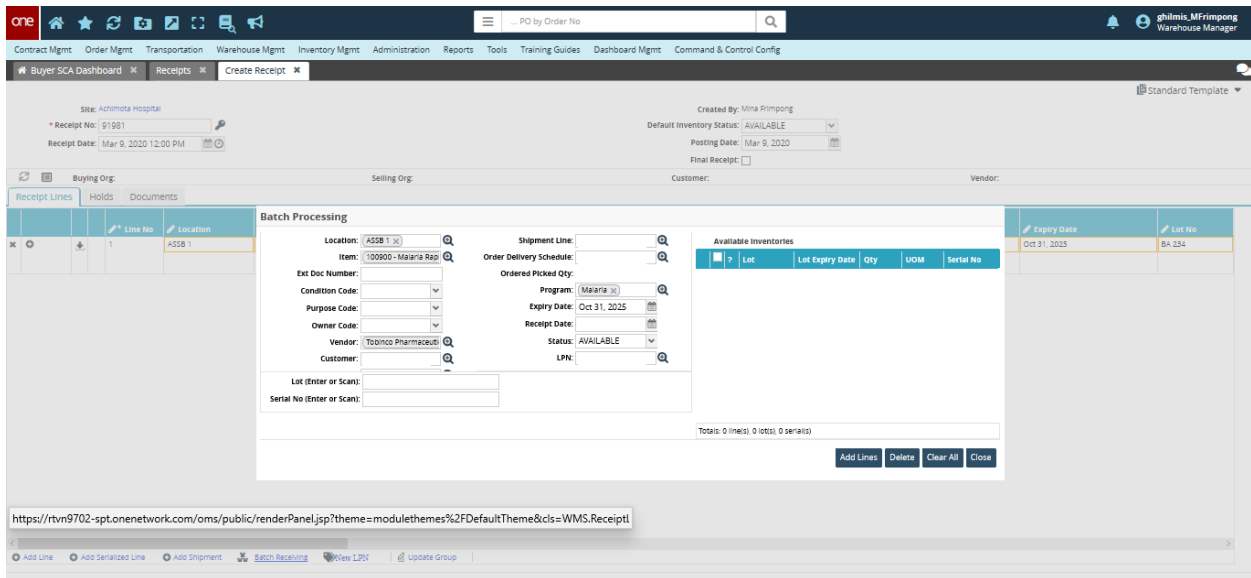 one
... PO by Order No
ghilmis_MFrimpong
Warehouse Manager
Contract Mgmt Order Mgmt Transportation Warehouse Mgmt Inventory Mgmt Administration Reports Tools Training Guides Dashboard Mgmt Command & Control Config
Buyer SCA Dashboard Receipts Create Receipt
Standard Template
Site: Achimota Hospital
Created By: Mina Frimpong
* Receipt No: 91981
Default Inventory Status: AVAILABLE
Receipt Date: Mar 9, 2020 12:00 PM
Posting Date: Mar 9, 2020
Final Receipt:
Buying Org: Selling Org: Customer: Vendor:
Receipt Lines Holds Documents
* Line No Location Expiry Date Lot No
1 ASSB 1 Oct 31, 2025 BA 234
Batch Processing
Location: ASSB 1
Shipment Line:
Item: 100900 - Malaria Rapi
Order Delivery Schedule:
Ext Doc Number:
Ordered Picked Qty:
Condition Code:
Program: Malaria
Purpose Code:
Expiry Date: Oct 31, 2025
Owner Code:
Receipt Date:
Vendor: Tobinco Pharmaceuti
Status: AVAILABLE
Customer:
LPN:
Lot (Enter or Scan):
Serial No (Enter or Scan):
Available Inventories
? Lot Lot Expiry Date Qty UOM Serial No
Totals: 0 line(s), 0 lot(s), 0 serial(s)
Add Lines Delete Clear All Close
https://rtvn9702-spt.onenetwork.com/oms/public/renderPanel.jsp?theme=modulethemes%2FDefaultTheme&cls=WMS.Receiptl
Add Line Add Serialized Line Add Shipment Batch Receiving New LPN Update Group